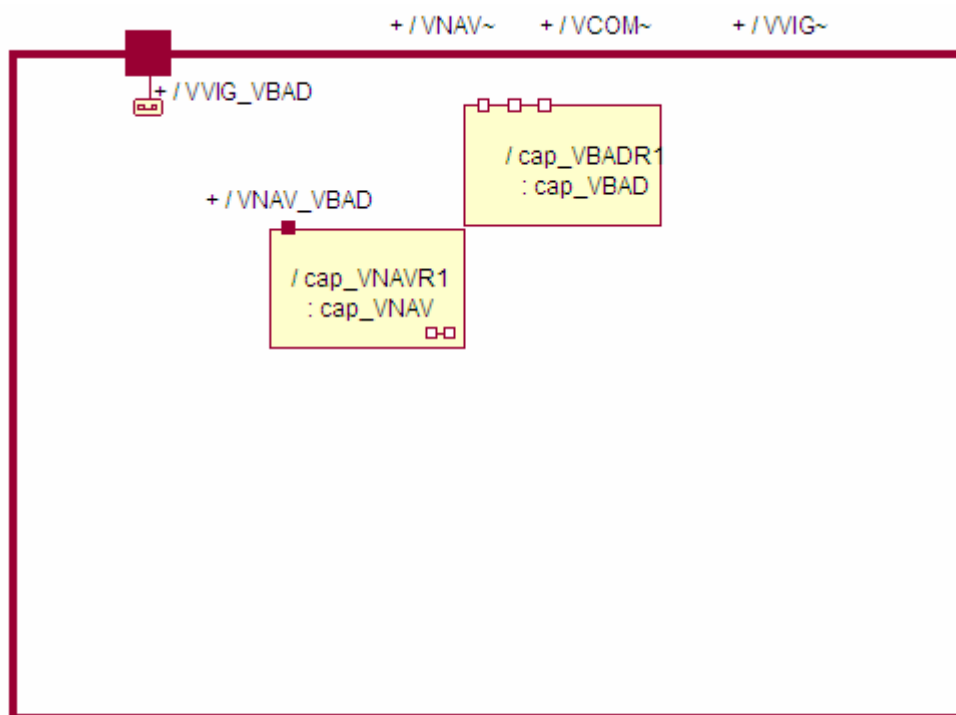 + / VNAV~ + / VCOM~ + / VVIG~
+ / VVIG_VBAD
/ cap_VBADR1
: cap_VBAD
+ / VNAV_VBAD
/ cap_VNAVR1
: cap_VNAV